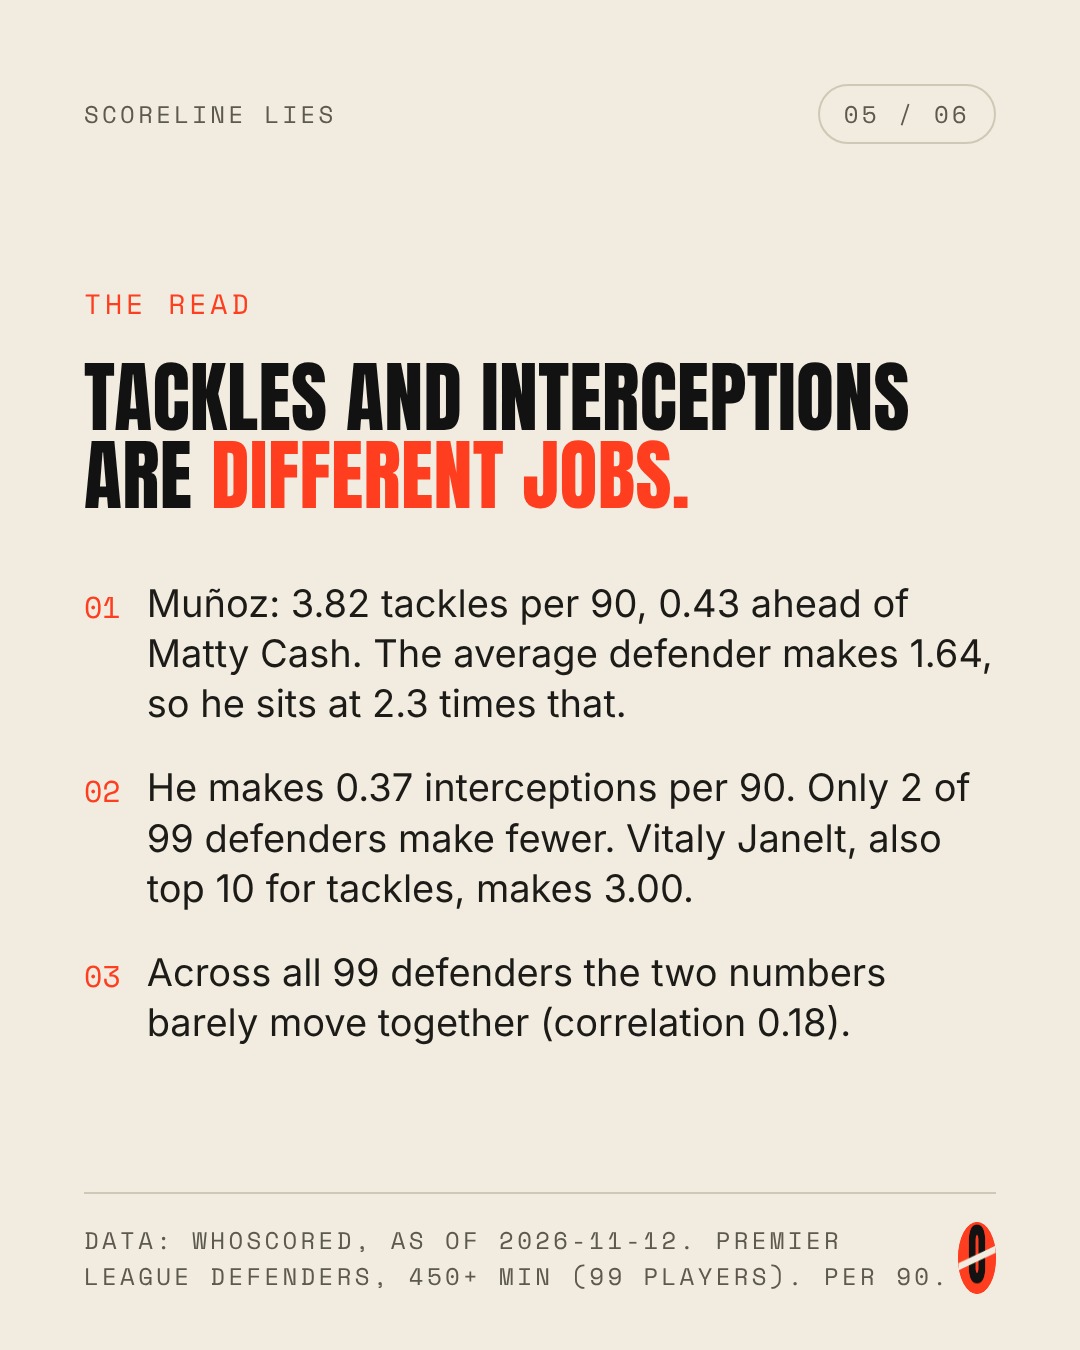 SCORELINE LIES
05 / 06
THE READ
TACKLES AND INTERCEPTIONS
ARE DIFFERENT JOBS.
01 Muñoz: 3.82 tackles per 90, 0.43 ahead of
Matty Cash. The average defender makes 1.64,
so he sits at 2.3 times that.
02 He makes 0.37 interceptions per 90. Only 2 of
99 defenders make fewer. Vitaly Janelt, also
top 10 for tackles, makes 3.00.
03 Across all 99 defenders the two numbers
barely move together (correlation 0.18).
DATA: WHOSCORED, AS OF 2026-11-12. PREMIER
LEAGUE DEFENDERS, 450+ MIN (99 PLAYERS). PER 90.
0